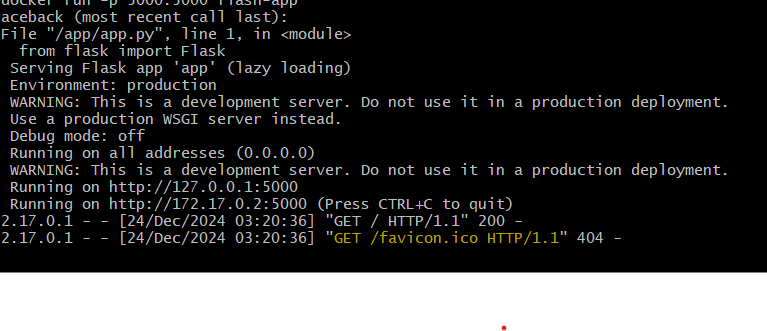 docker run -p 5000:5000 flash-app
aceback (most recent call last):
File "/app/app.py", line 1, in <module>
from flask import Flask
Serving Flask app 'app' (lazy loading)
Environment: production
WARNING: This is a development server. Do not use it in a production deployment.
Use a production WSGI server instead.
Debug mode: off
Running on all addresses (0.0.0.0)
WARNING: This is a development server. Do not use it in a production deployment.
Running on http://127.0.0.1:5000
Running on http://172.17.0.2:5000 (Press CTRL+C to quit)
2.17.0.1 - - [24/Dec/2024 03:20:36] "GET / HTTP/1.1" 200 -
2.17.0.1 - - [24/Dec/2024 03:20:36] "GET /favicon.ico HTTP/1.1" 404 -